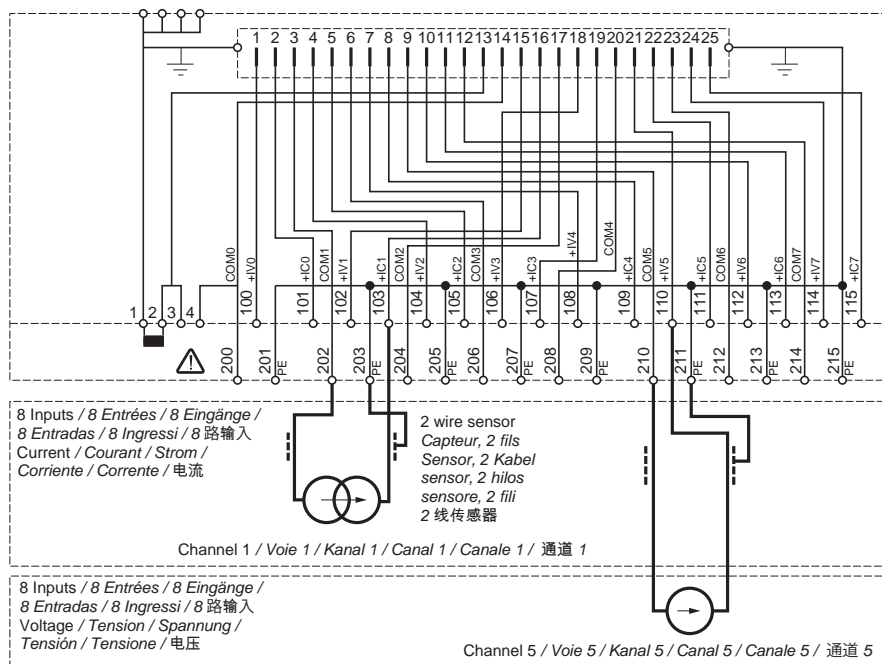 1 2 3 4 5 6 7 8 9 10 11 12 13 14 15 16 17 18 19 20 21 22 23 24 25
COM0 +IV0 +IC0 COM1 +IV1 +IC1 COM2 +IV2 +IC2 COM3 +IV3 +IC3 +IV4 COM4 +IC4 COM5 +IV5 +IC5 COM6 +IV6 +IC6 COM7 +IV7 +IC7
1 2 3 4 100 101 102 103 104 105 106 107 108 109 110 111 112 113 114 115
200 201 PE 202 203 PE 204 205 PE 206 207 PE 208 209 PE 210 211 PE 212 213 PE 214 215 PE
8 Inputs / 8 Entrées / 8 Eingänge /
8 Entradas / 8 Ingressi / 8 路输入
Current / Courant / Strom /
Corriente / Corrente / 电流
2 wire sensor
Capteur, 2 fils
Sensor, 2 Kabel
sensor, 2 hilos
sensore, 2 fili
2 线传感器
Channel 1 / Voie 1 / Kanal 1 / Canal 1 / Canale 1 / 通道 1
8 Inputs / 8 Entrées / 8 Eingänge /
8 Entradas / 8 Ingressi / 8 路输入
Voltage / Tension / Spannung /
Tensión / Tensione / 电压
Channel 5 / Voie 5 / Kanal 5 / Canal 5 / Canale 5 / 通道 5